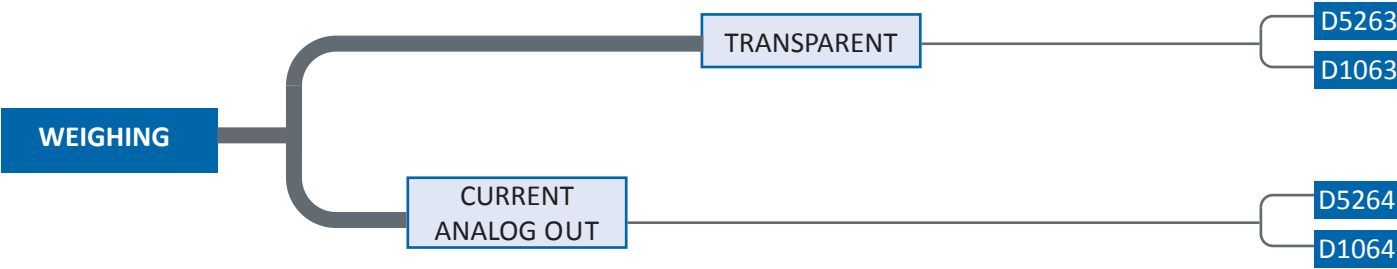 D5263
TRANSPARENT
D1063
WEIGHING
CURRENT
ANALOG OUT
D5264
D1064